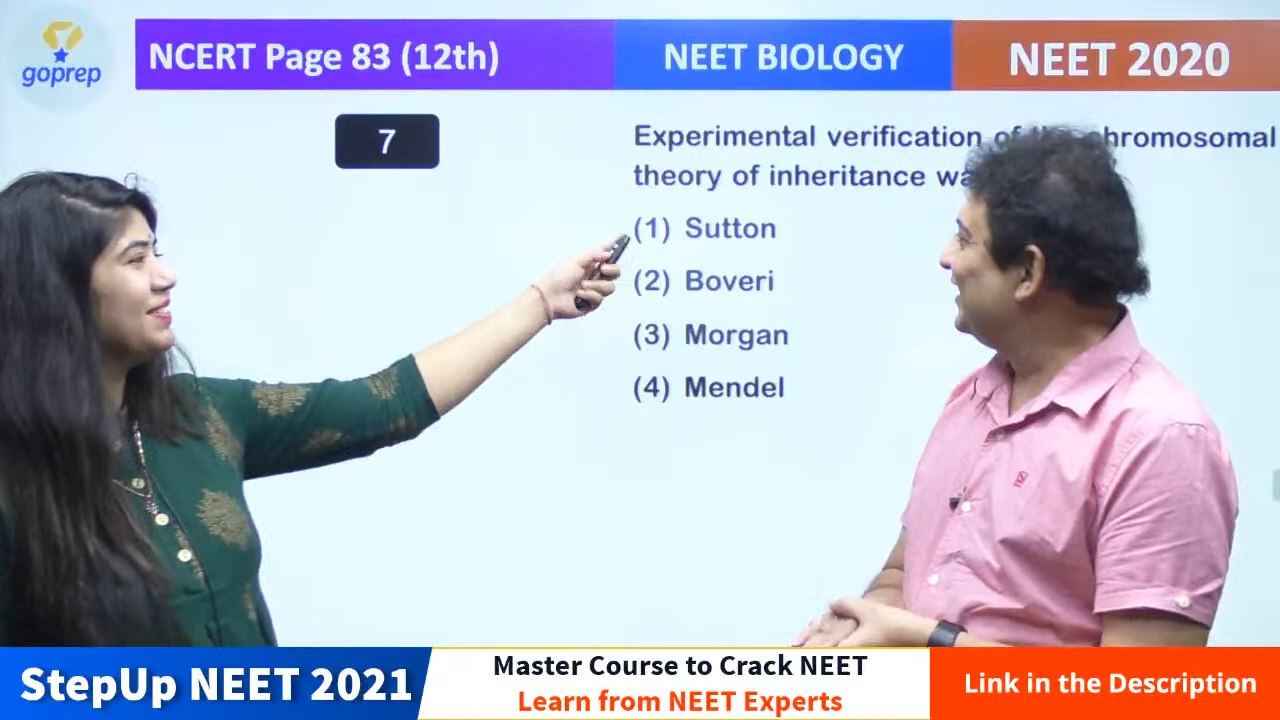 goprep
NCERT Page 83 (12th)
NEET BIOLOGY
NEET 2020
7
Experimental verification of chromosomal
theory of inheritance
(1) Sutton
(2) Boveri
(3) Morgan
(4) Mendel
StepUp NEET 2021
Master Course to Crack NEET
Learn from NEET Experts
Link in the Description